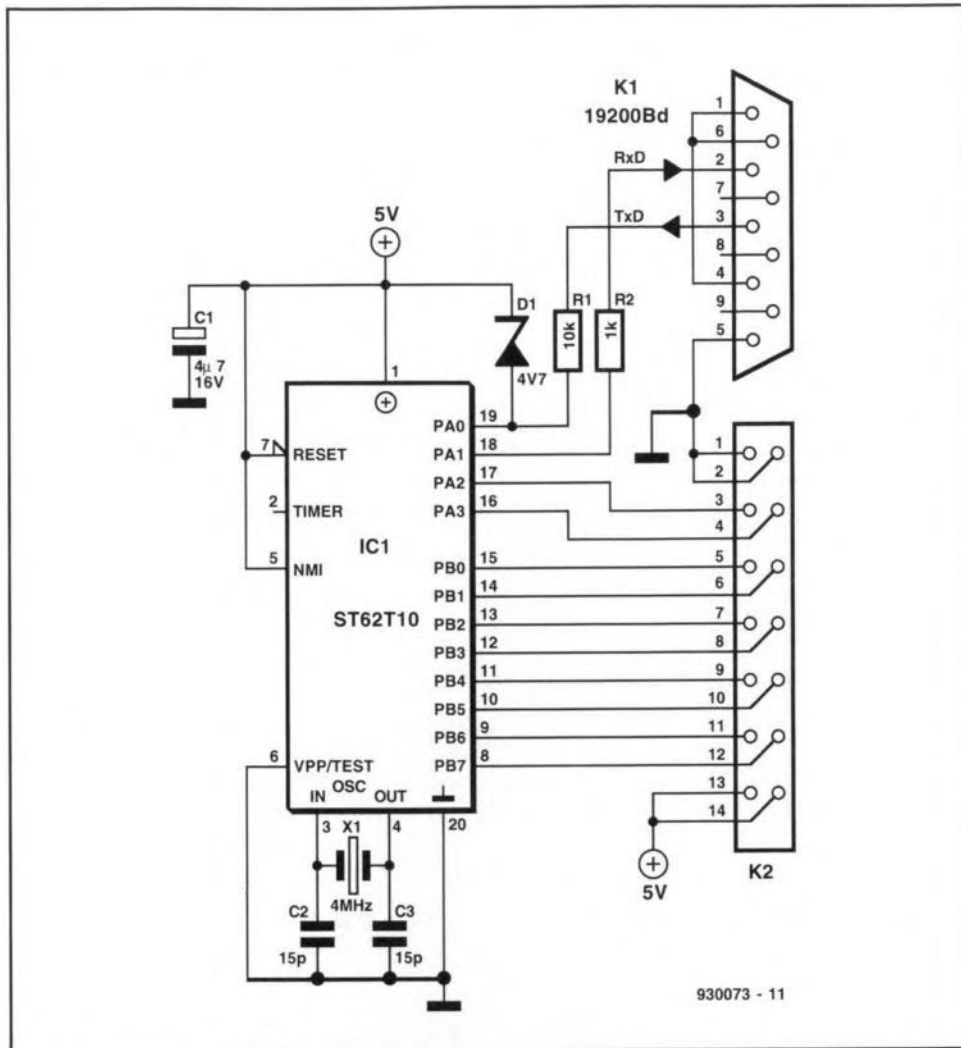 K1
19200Bd
1
6
RxD
2
7
TxD
3
8
4
9
5
5V
C1
4µ7
16V
D1
4V7
R1
10k
R2
1k
1
7
RESET
2
TIMER
5
NMI
IC1
ST62T10
6
VPP/TEST
OSC
IN
OUT
3
4
20
PA0
19
PA1
18
PA2
17
PA3
16
PB0
15
PB1
14
PB2
13
PB3
12
PB4
11
PB5
10
PB6
9
PB7
8
1
2
3
4
5
6
7
8
9
10
11
12
13
14
K2
5V
X1
4MHz
C2
15p
C3
15p
930073 - 11